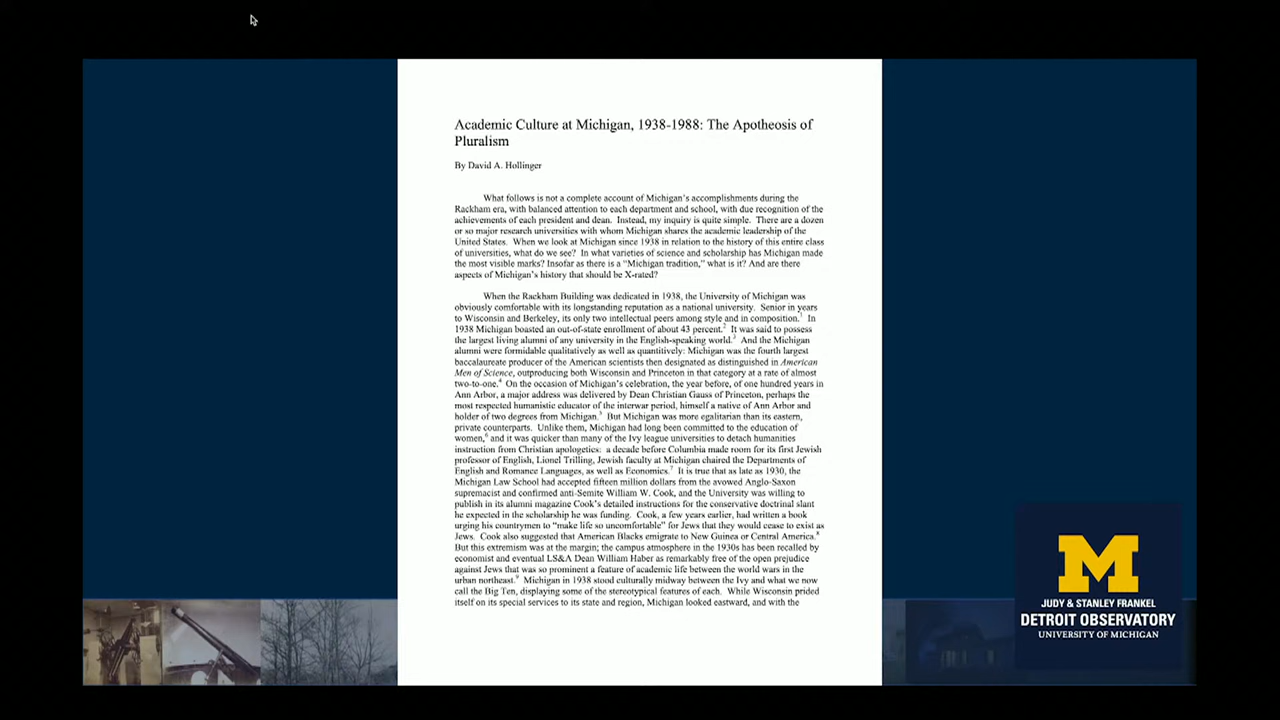 Academic Culture at Michigan, 1938-1988: The Apotheosis of
Pluralism
By David A. Hollinger
What follows is not a complete account of Michigan's accomplishments during the
Rackham era, with balanced attention to each department and school, with due recognition of the
achievements of each president and dean. Instead, my inquiry is quite simple. There are a dozen
or so major research universities with whom Michigan shares the academic leadership of the
United States. When we look at Michigan since 1938 in relation to the history of this entire class
of universities, what do we see? In what varieties of science and scholarship has Michigan made
the most visible marks? Insofar as there is a "Michigan tradition," what is it? And are there
aspects of Michigan's history that should be X-rated?
When the Rackham Building was dedicated in 1938, the University of Michigan was
obviously comfortable with its longstanding reputation as a national university. Senior in years
to Wisconsin and Berkeley, its only two intellectual peers among style and in composition.1 In
1938 Michigan boasted an out-of-state enrollment of about 43 percent.2 It was said to possess
the largest living alumni of any university in the English-speaking world.3 And the Michigan
alumni were formidable qualitatively as well as quantitively: Michigan was the fourth largest
baccalaureate producer of the American scientists then designated as distinguished in American
Men of Science, outproducing both Wisconsin and Princeton in that category at a rate of almost
two-to-one.4 On the occasion of Michigan's celebration, the year before, of one hundred years in
Ann Arbor, a major address was delivered by Dean Christian Gauss of Princeton, perhaps the
most respected humanistic educator of the interwar period, himself a native of Ann Arbor and
holder of two degrees from Michigan.5 But Michigan was more egalitarian than its eastern,
private counterparts. Unlike them, Michigan had long been committed to the education of
women,6 and it was quicker than many of the Ivy league universities to detach humanities
instruction from Christian apologetics: a decade before Columbia made room for its first Jewish
professor of English, Lionel Trilling, Jewish faculty at Michigan chaired the Departments of
English and Romance Languages, as well as Economics.7 It is true that as late as 1930, the
Michigan Law School had accepted fifteen million dollars from the avowed Anglo-Saxon
supremacist and confirmed anti-Semite William W. Cook, and the University was willing to
publish in its alumni magazine Cook's detailed instructions for the conservative doctrinal slant
he expected in the scholarship he was funding. Cook, a few years earlier, had written a book
urging his countrymen to "make life so uncomfortable" for Jews that they would cease to exist as
Jews. Cook also suggested that American Blacks emigrate to New Guinea or Central America.8
But this extremism was at the margin; the campus atmosphere in the 1930s has been recalled by
economist and eventual LS&A Dean William Haber as remarkably free of the open prejudice
against Jews that was so prominent a feature of academic life between the world wars in the
urban northeast.9 Michigan in 1938 stood culturally midway between the Ivy and what we now
call the Big Ten, displaying some of the stereotypical features of each. While Wisconsin prided
itself on its special services to its state and region, Michigan looked eastward, and with the
M
JUDY & STANLEY FRANKEL
DETROIT OBSERVATORY
UNIVERSITY OF MICHIGAN